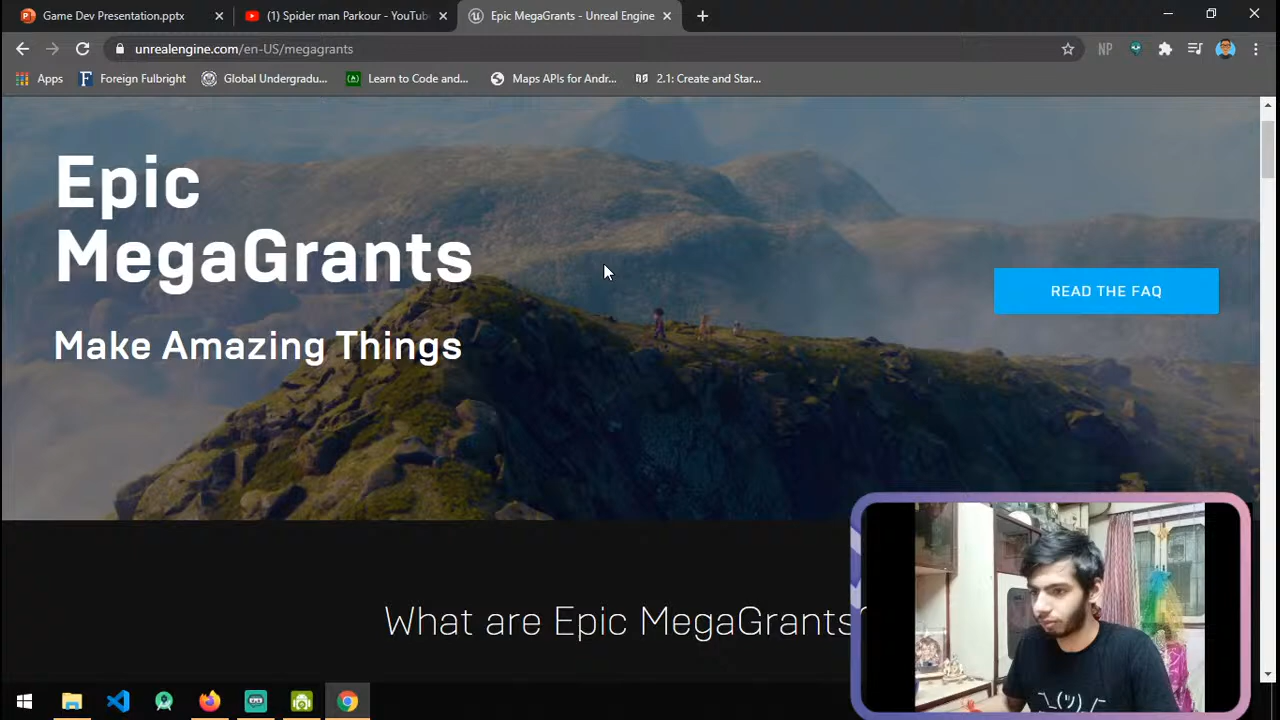 Game Dev Presentation.pptx
(1) Spider man Parkour - YouTub
Epic MegaGrants - Unreal Engine
unrealengine.com/en-US/megagrants
NP
Apps
Foreign Fulbright
Global Undergradu...
Learn to Code and...
Maps APIs for Andr...
2.1: Create and Star...
Epic
MegaGrants
Make Amazing Things
READ THE FAQ
What are Epic MegaGrants?
¯\_(ツ)_/¯